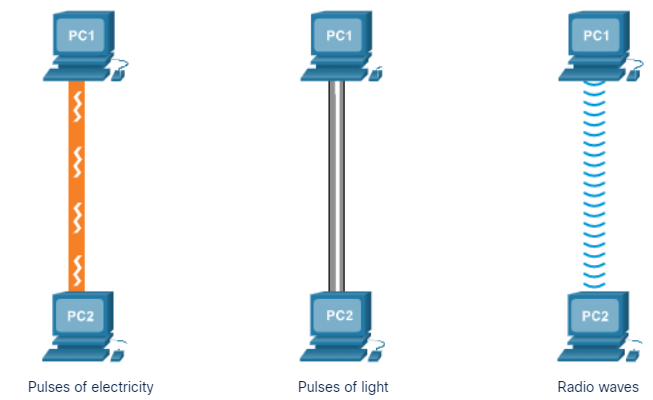 PC1
PC1
PC1
PC2
PC2
PC2
Pulses of electricity
Pulses of light
Radio waves